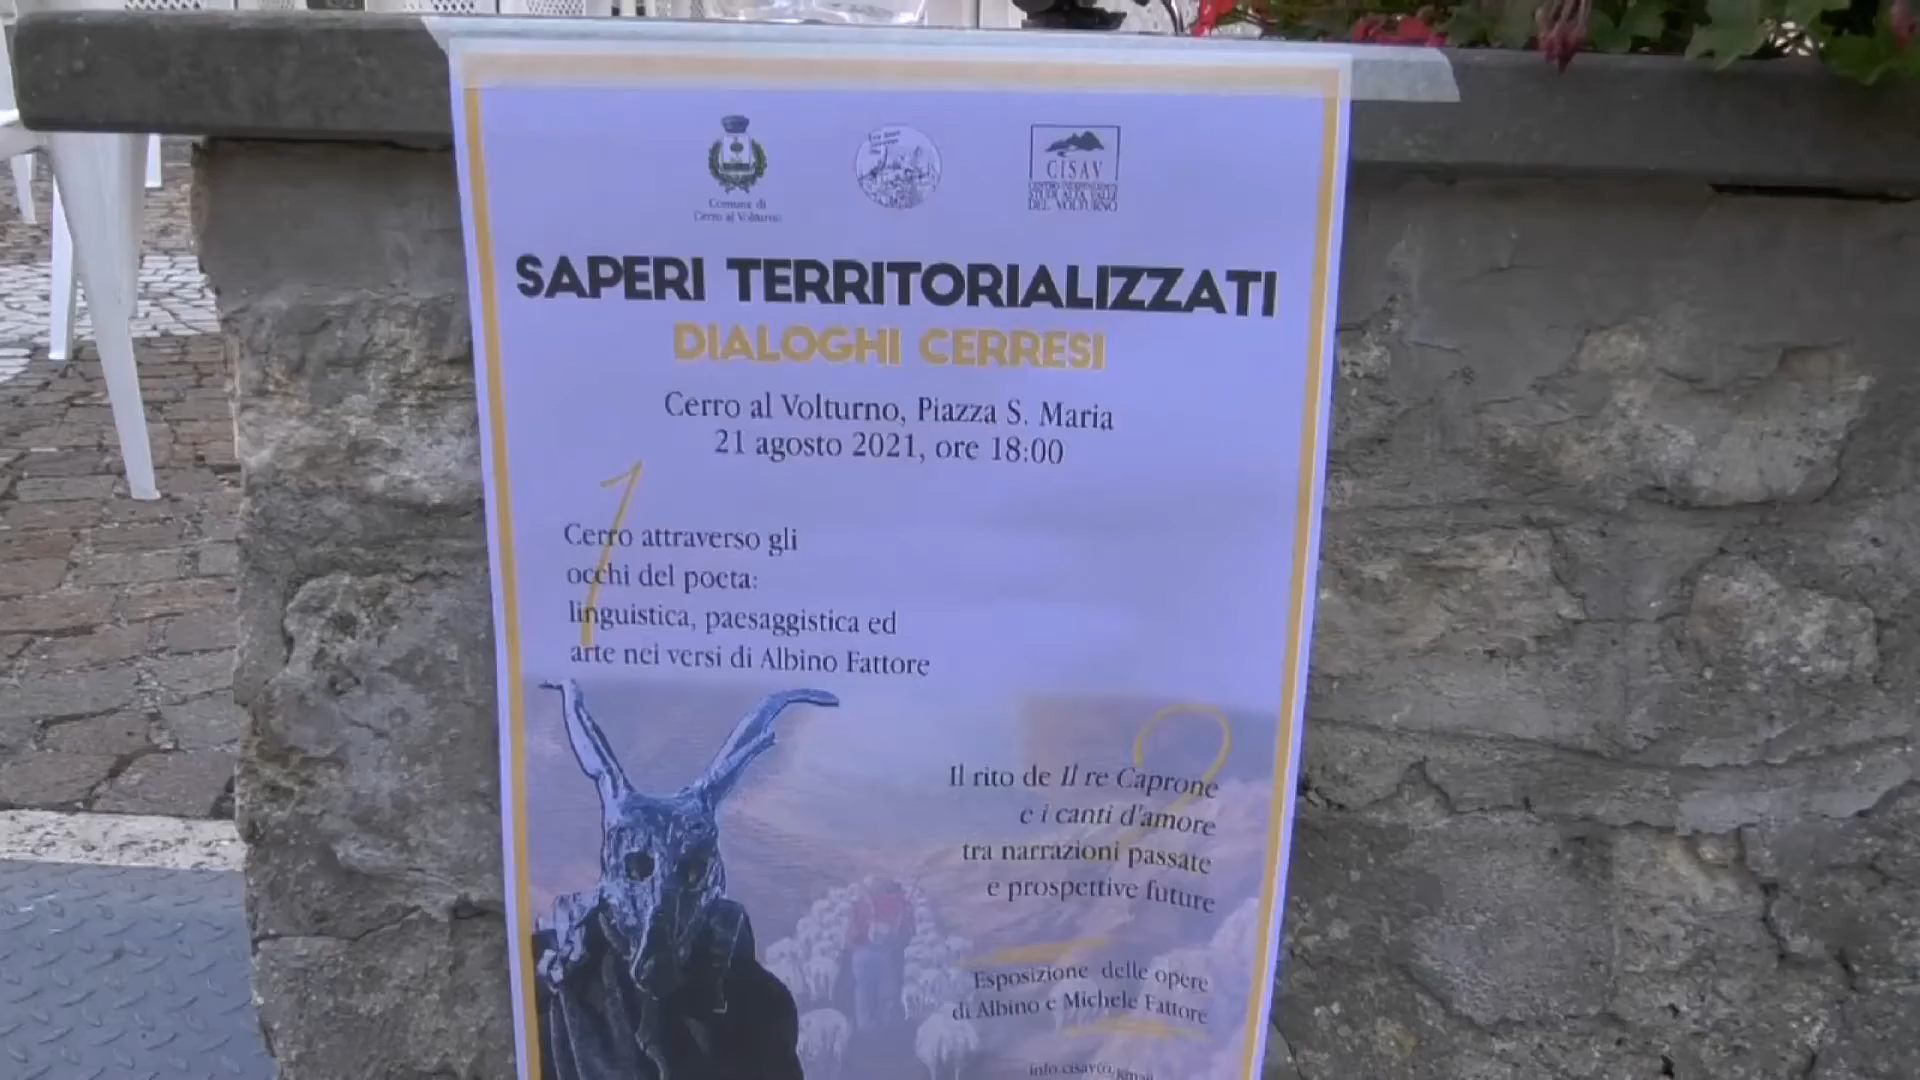 Comune di
Cerro al Volturno
CISAV
CENTRO INDIPENDENTE
STUDI ALTA VALLE
DEL VOLTURNO
SAPERI TERRITORIALIZZATI
DIALOGHI CERRESI
Cerro al Volturno, Piazza S. Maria
21 agosto 2021, ore 18:00
1
Cerro attraverso gli
occhi del poeta:
linguistica, paesaggistica ed
arte nei versi di Albino Fattore
2
Il rito de Il re Caprone
e i canti d'amore
tra narrazioni passate
e prospettive future
Esposizione delle opere
di Albino e Michele Fattore